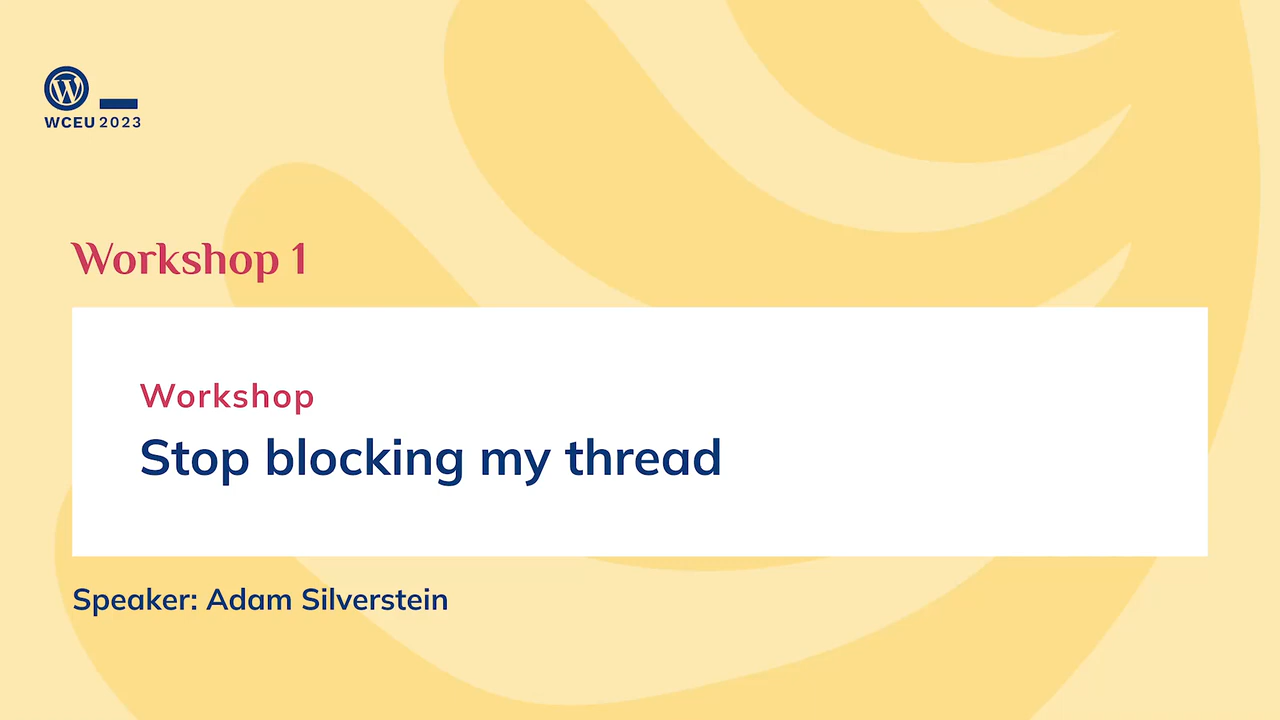 WCEU 2023
Workshop 1
Workshop
Stop blocking my thread
Speaker: Adam Silverstein